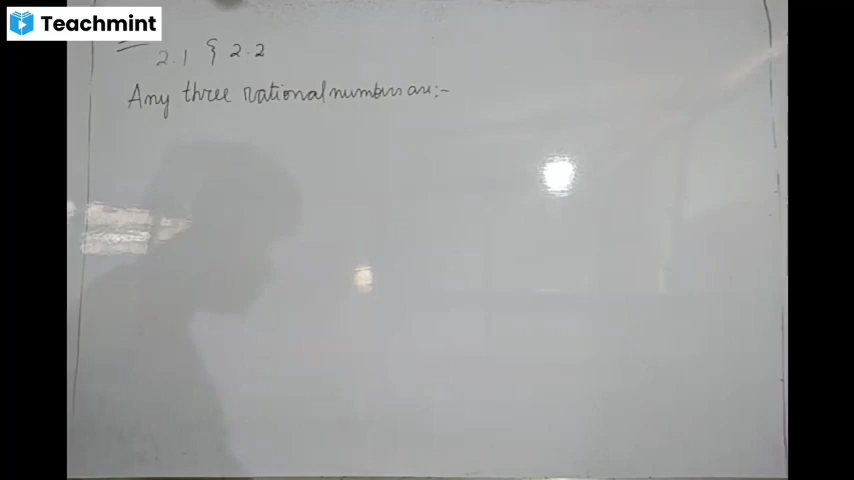 Teachmint
2.1 & 2.2
Any three rational numbers are:-